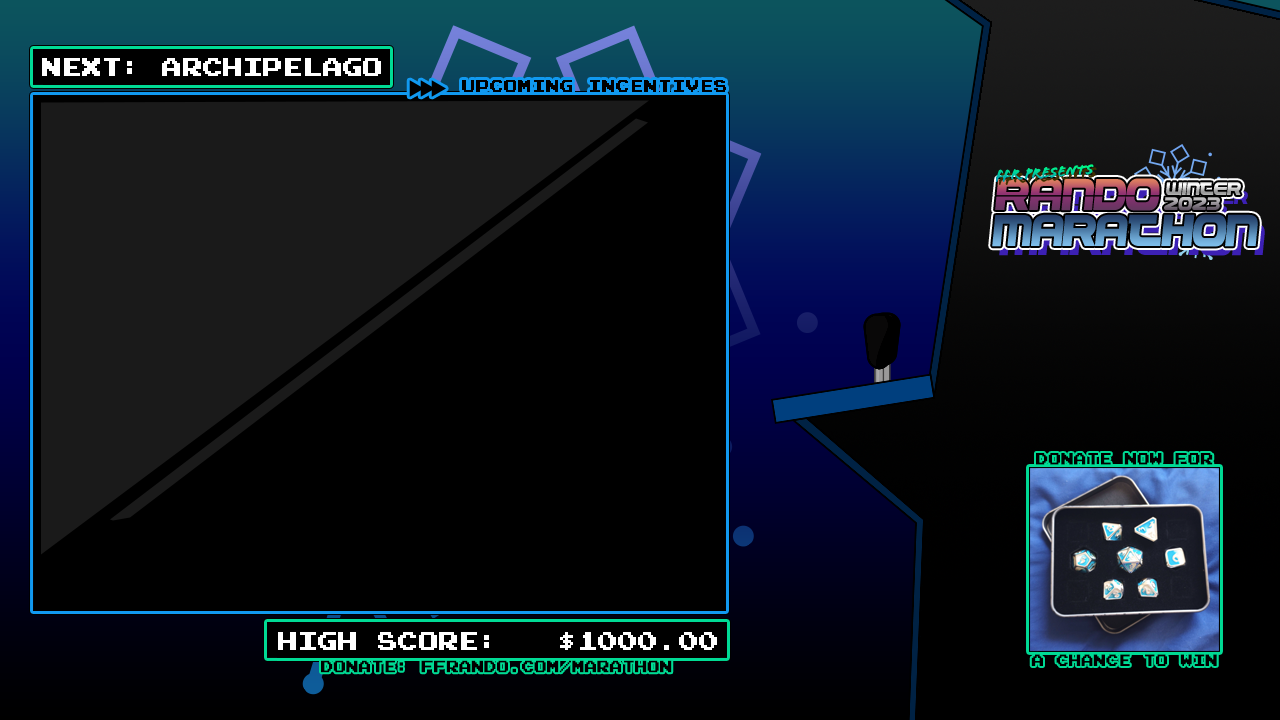 NEXT: ARCHIPELAGO
UPCOMING INCENTIVES
FFR PRESENTS
RANDO WINTER 2023
MARATHON
DONATE NOW FOR
A CHANCE TO WIN
HIGH SCORE: $1000.00
DONATE: FFRANDO.COM/MARATHON